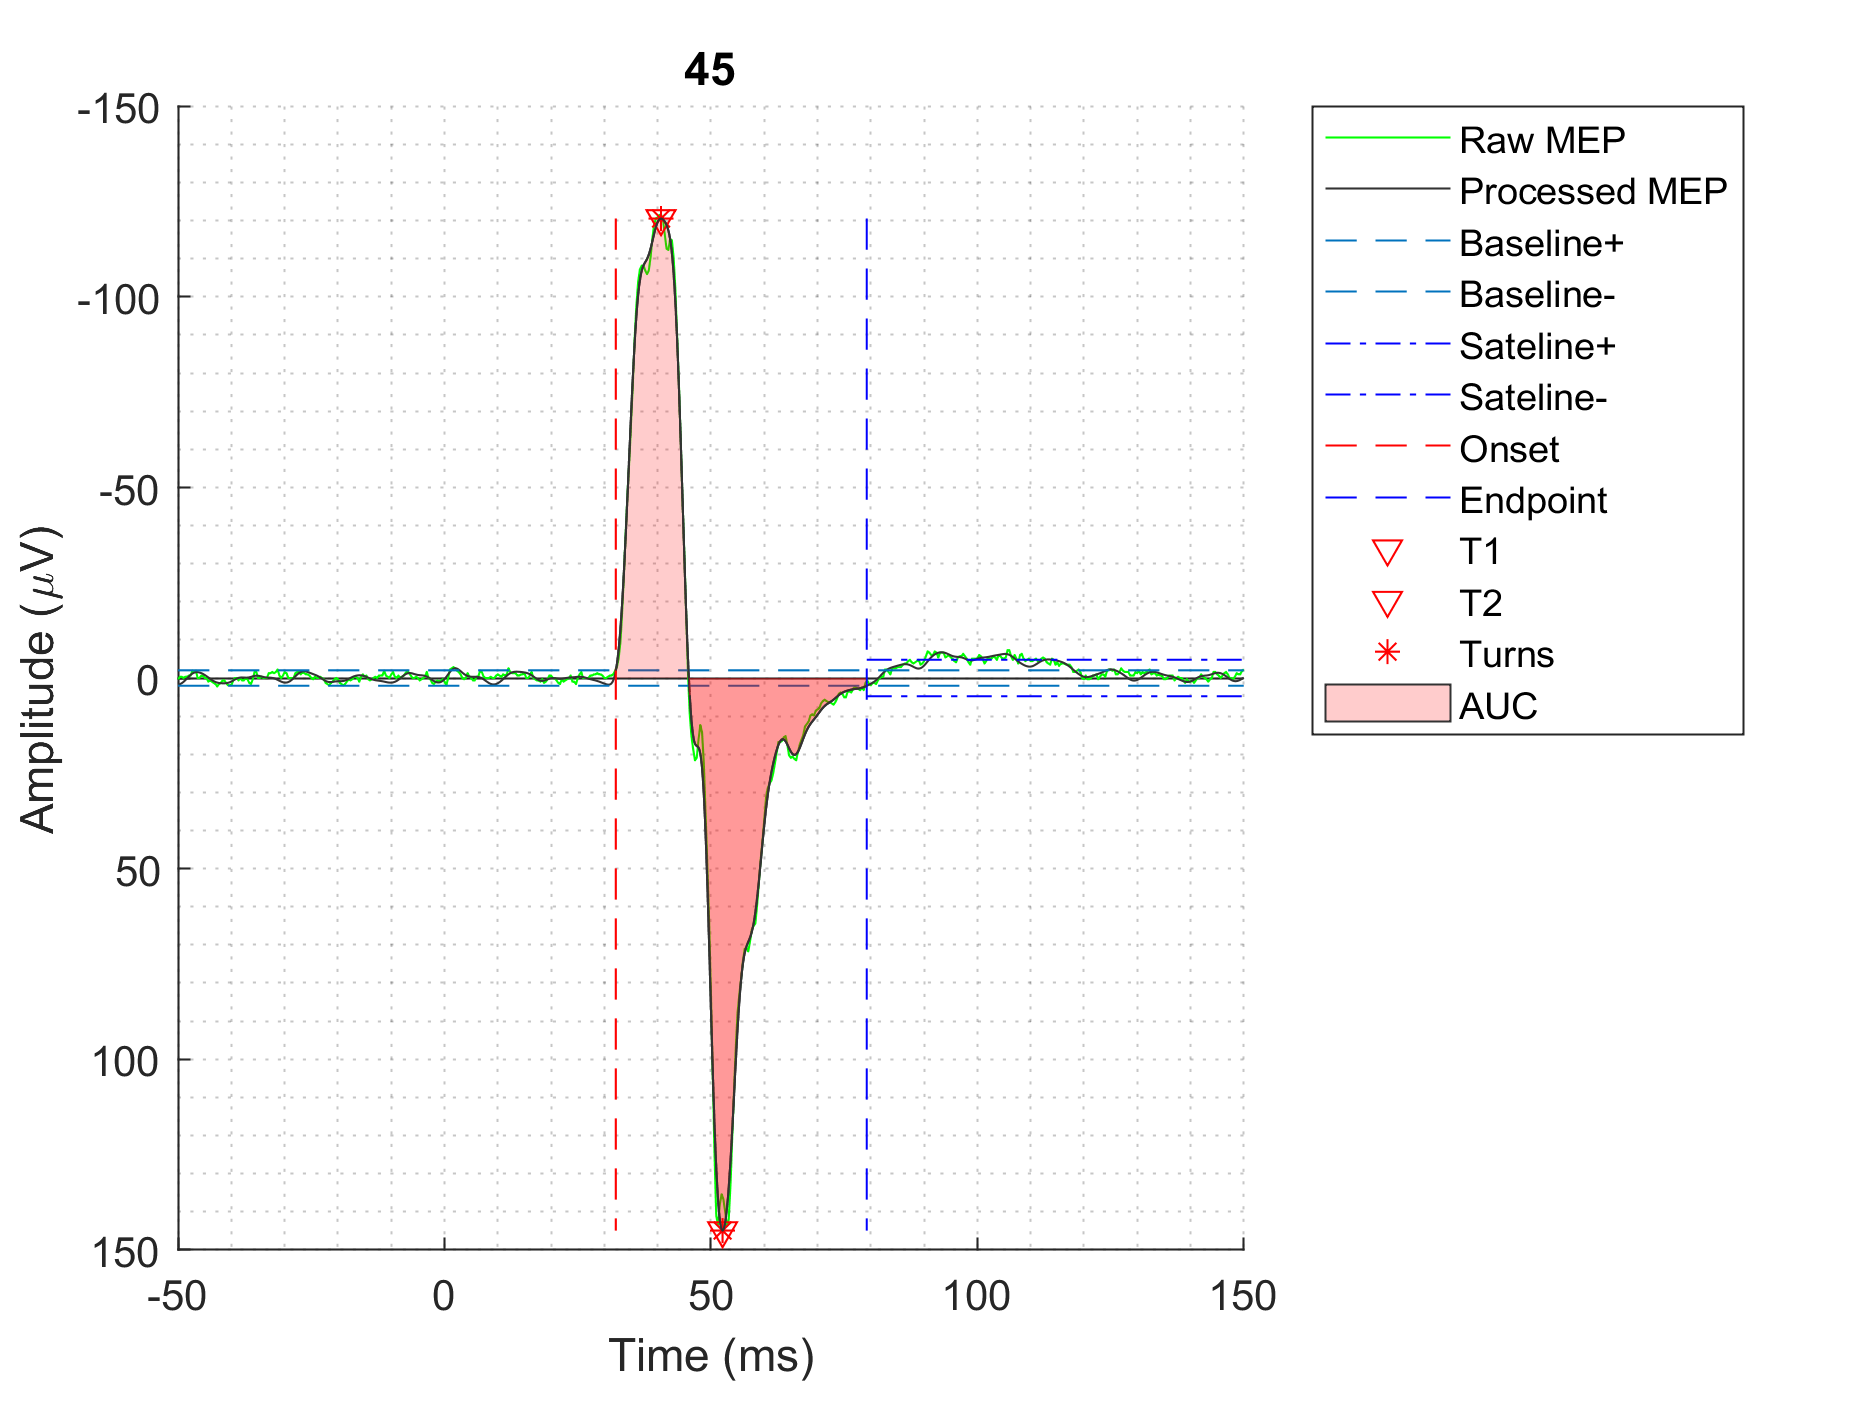 45
-150
-100
-50
0
50
100
150
-50 0 50 100 150
Time (ms)
Amplitude (μV)
Raw MEP
Processed MEP
Baseline+
Baseline-
Sateline+
Sateline-
Onset
Endpoint
T1
T2
Turns
AUC